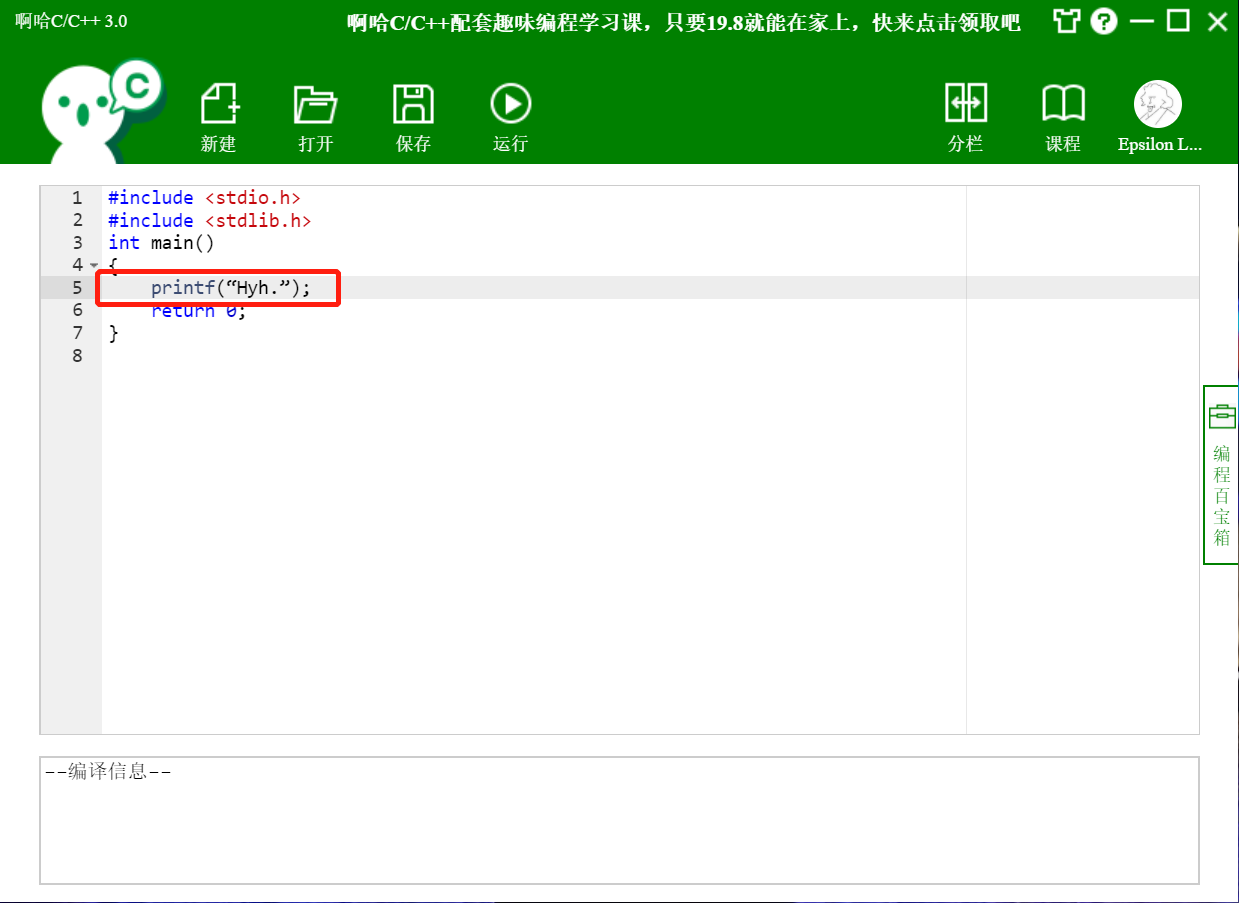 啊哈C/C++ 3.0
啊哈C/C++配套趣味编程学习课，只要19.8就能在家上，快来点击领取吧
C
新建 打开 保存 运行 分栏 课程 Epsilon L...
1 #include <stdio.h>
2 #include <stdlib.h>
3 int main()
4 {
5 printf(“Hyh.”);
6 return 0;
7 }
8
编程百宝箱
--编译信息--